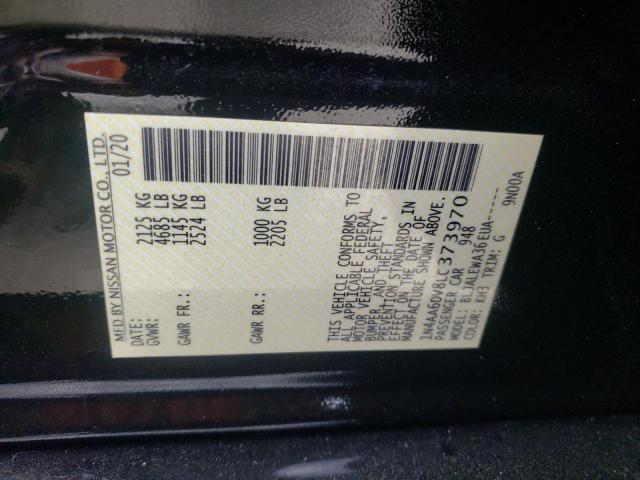 MFD BY NISSAN MOTOR CO., LTD.
DATE: 01/20
GVWR: 2125 KG
4685 LB
GAWR FR: 1145 KG
2524 LB
GAWR RR: 1000 KG
2205 LB
THIS VEHICLE CONFORMS TO
ALL APPLICABLE FEDERAL
MOTOR VEHICLE SAFETY,
BUMPER, AND THEFT
PREVENTION STANDARDS IN
EFFECT ON THE DATE OF
MANUFACTURE SHOWN ABOVE.
1N4AA6DV8LC373970
PASSENGER CAR 948
MODEL: BLJALEWA36EUA-----
COLOR: KH3 TRIM: G 9N00A